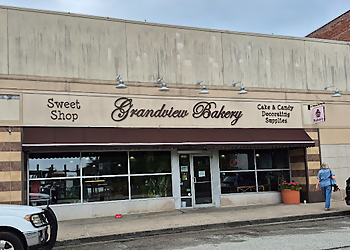 Sweet
Shop
Grandview Bakery
Cake & Candy
Decorating
Supplies